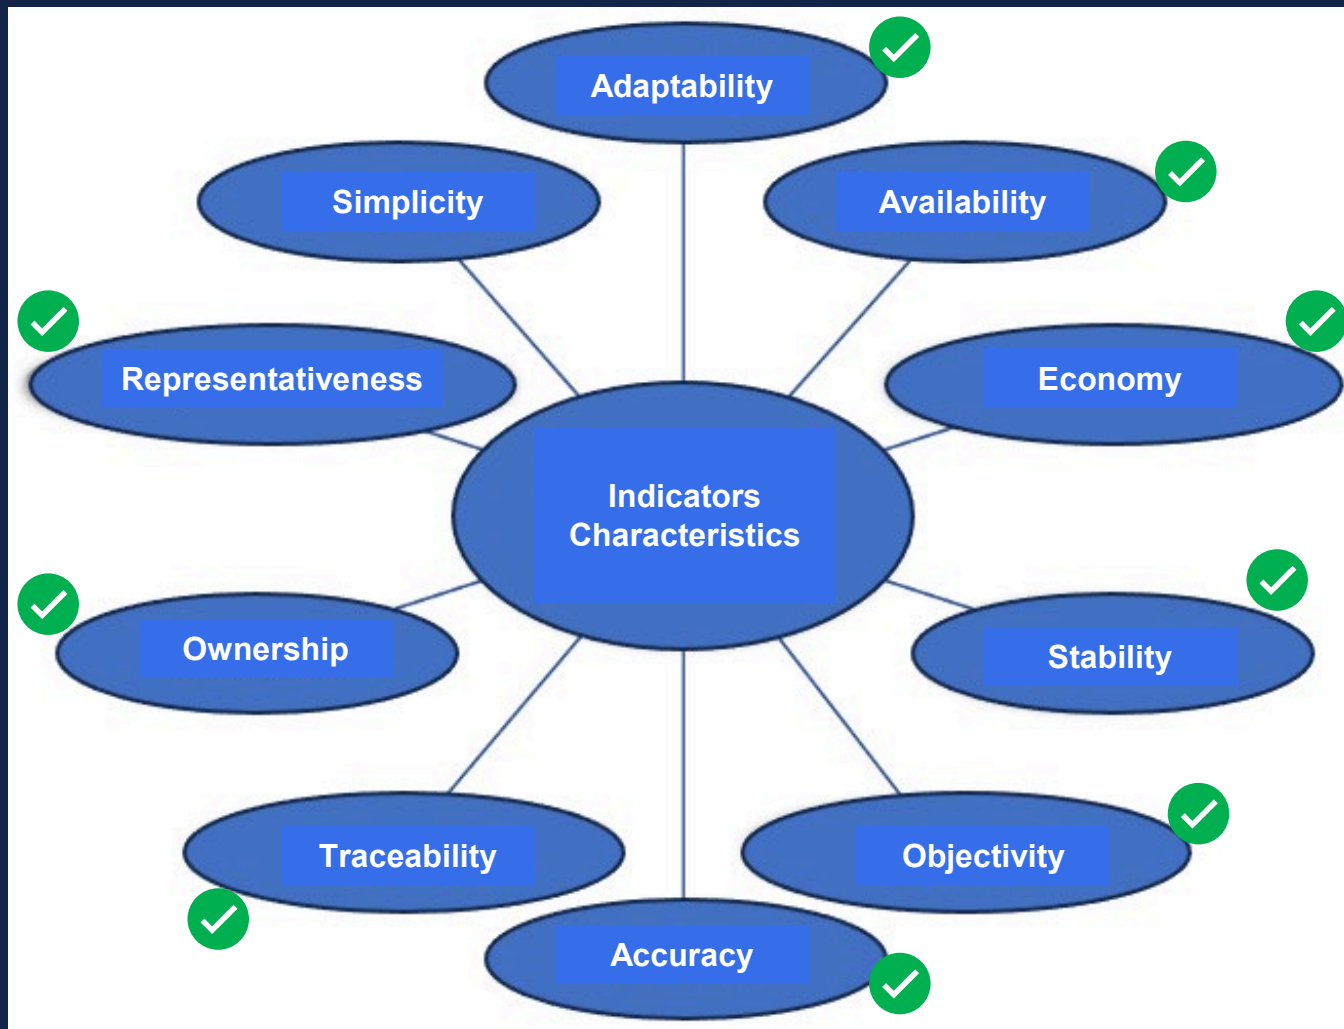 Adaptability
Simplicity
Availability
Representativeness
Economy
Indicators
Characteristics
Ownership
Stability
Traceability
Objectivity
Accuracy